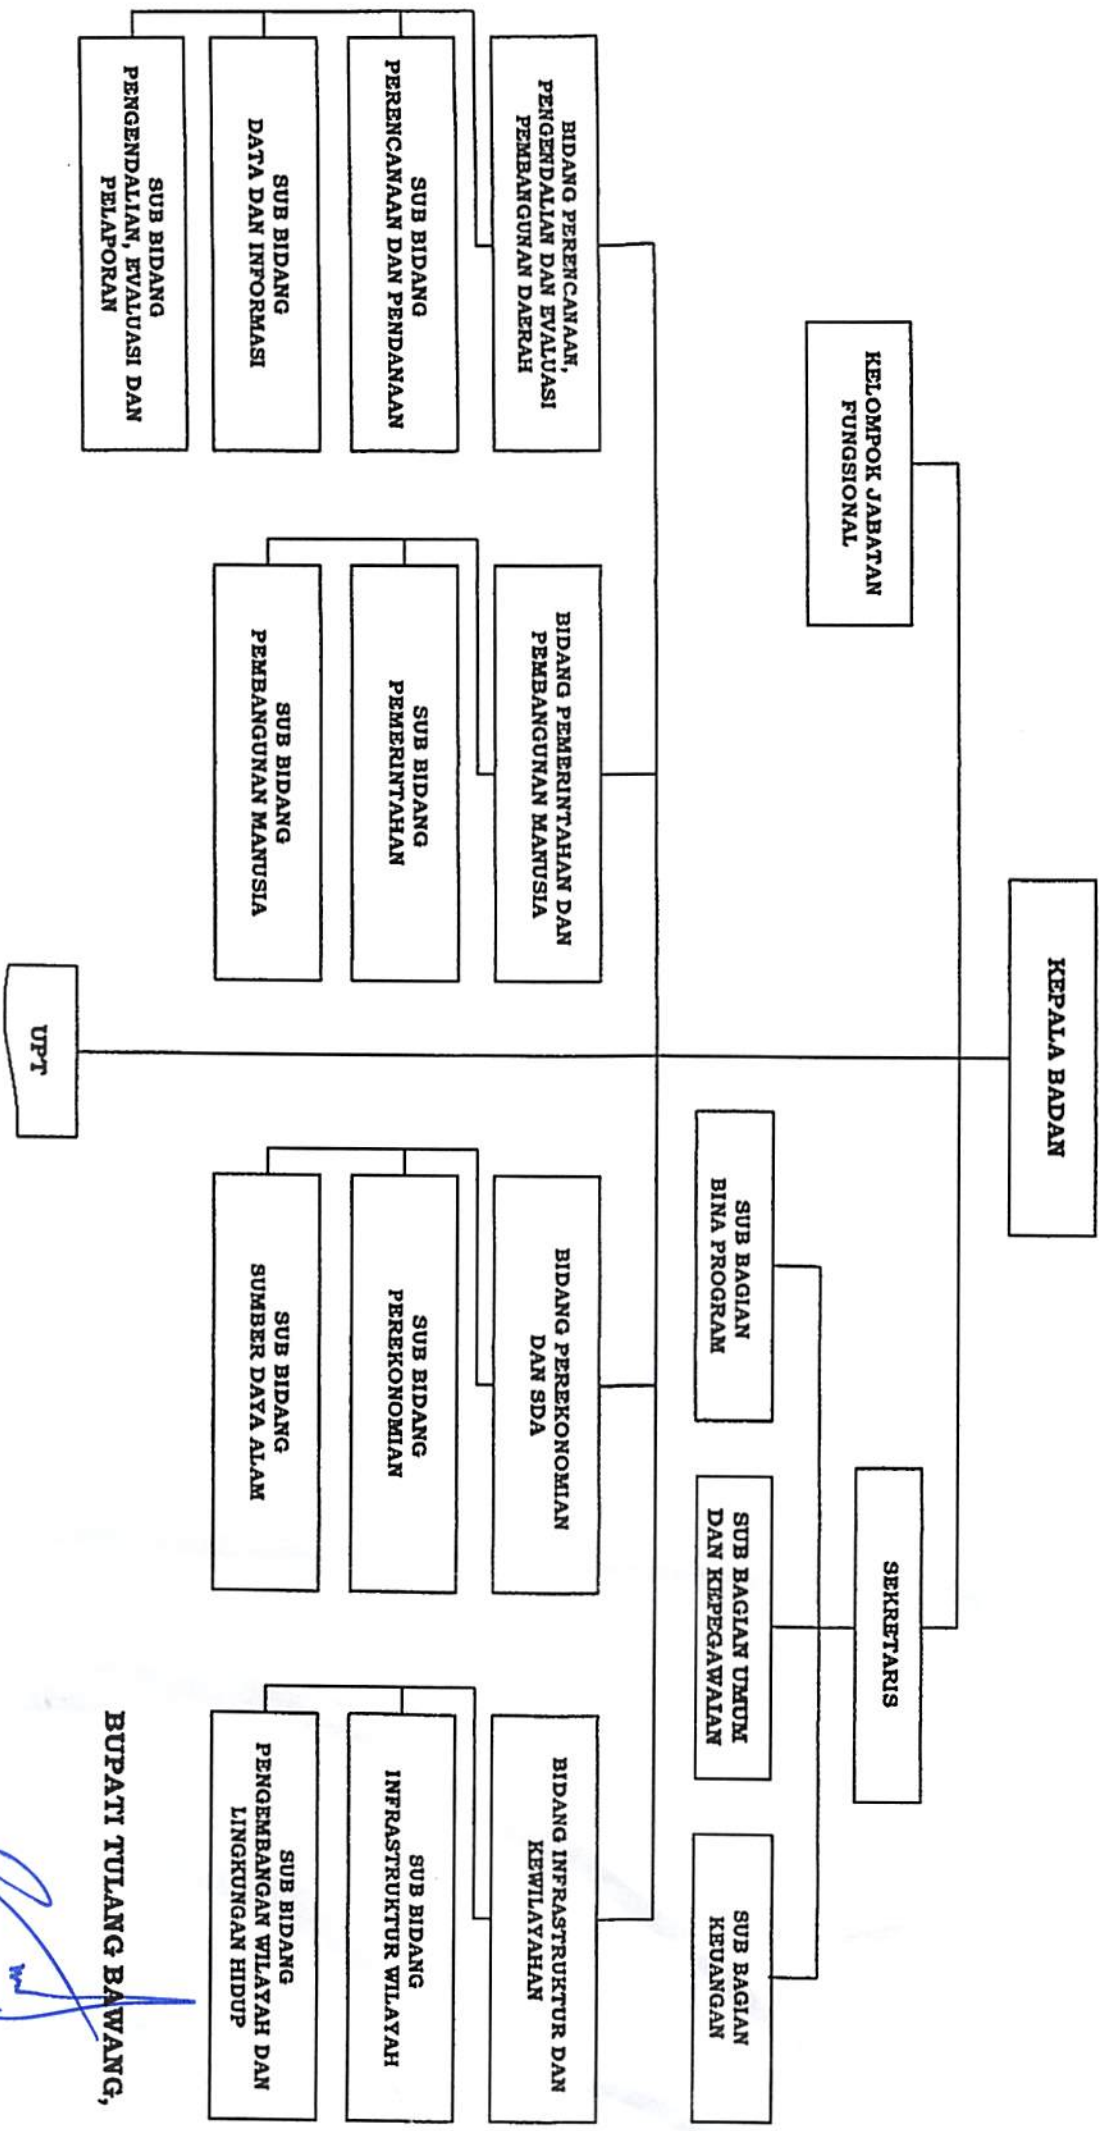 KEPALA BADAN
KELOMPOK JABATAN
FUNGSIONAL
SEKRETARIS
SUB BAGIAN
BINA PROGRAM
SUB BAGIAN UMUM
DAN KEPEGAWAIAN
SUB BAGIAN
KEUANGAN
BIDANG PERENCANAAN,
PENGENDALIAN DAN EVALUASI
PEMBANGUNAN DAERAH
SUB BIDANG
PERENCANAAN DAN PENDANAAN
SUB BIDANG
DATA DAN INFORMASI
SUB BIDANG
PENGENDALIAN, EVALUASI DAN
PELAPORAN
BIDANG PEMERINTAHAN DAN
PEMBANGUNAN MANUSIA
SUB BIDANG
PEMERINTAHAN
SUB BIDANG
PEMBANGUNAN MANUSIA
BIDANG PEREKONOMIAN
DAN SDA
SUB BIDANG
PEREKONOMIAN
SUB BIDANG
SUMBER DAYA ALAM
BIDANG INFRASTRUKTUR DAN
KEWILAYAHAN
SUB BIDANG
INFRASTRUKTUR WILAYAH
SUB BIDANG
PENGEMBANGAN WILAYAH DAN
LINGKUNGAN HIDUP
UPT
BUPATI TULANG BAWANG,